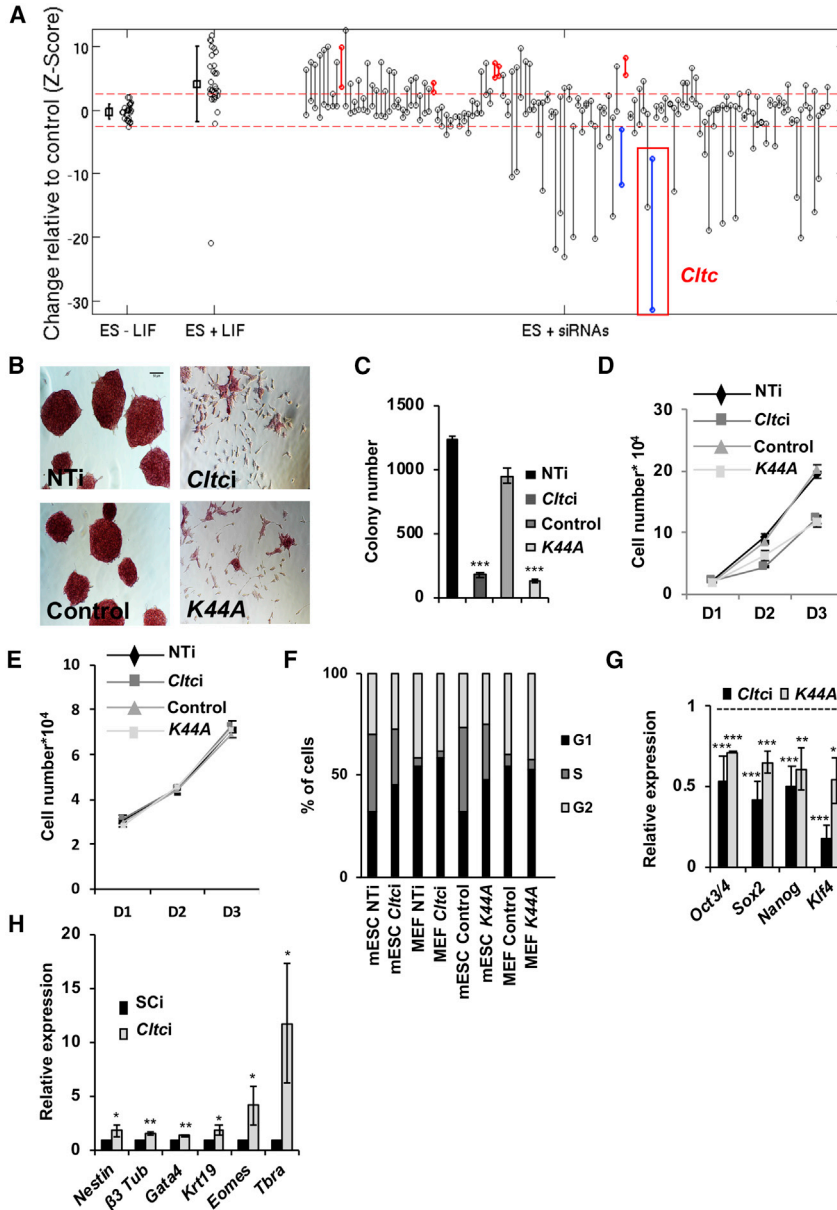 A
Change relative to control (Z-Score)
10
0
-10
-20
-30
ES - LIF
ES + LIF
ES + siRNAs
Cltc
B
NTi
Cltci
Control
K44A
C
Colony number
1500
1000
500
0
***
***
NTi
Cltci
Control
K44A
D
NTi
Cltci
Control
K44A
Cell number* 10⁴
30
20
10
0
D1
D2
D3
E
NTi
Cltci
Control
K44A
Cell number*10⁴
10
8
6
4
2
0
D1
D2
D3
F
% of cells
100
50
0
G1
S
G2
mESC NTi
mESC Cltci
MEF NTi
MEF Cltci
mESC Control
mESC K44A
MEF Control
MEF K44A
G
Cltci
K44A
Relative expression
1
0.5
0
***
***
***
***
***
**
***
*
Oct3/4
Sox2
Nanog
Klf4
H
Relative expression
20
15
10
5
0
SCi
Cltci
*
**
**
*
*
*
Nestin
β3 Tub
Gata4
Krt19
Eomes
Tbra